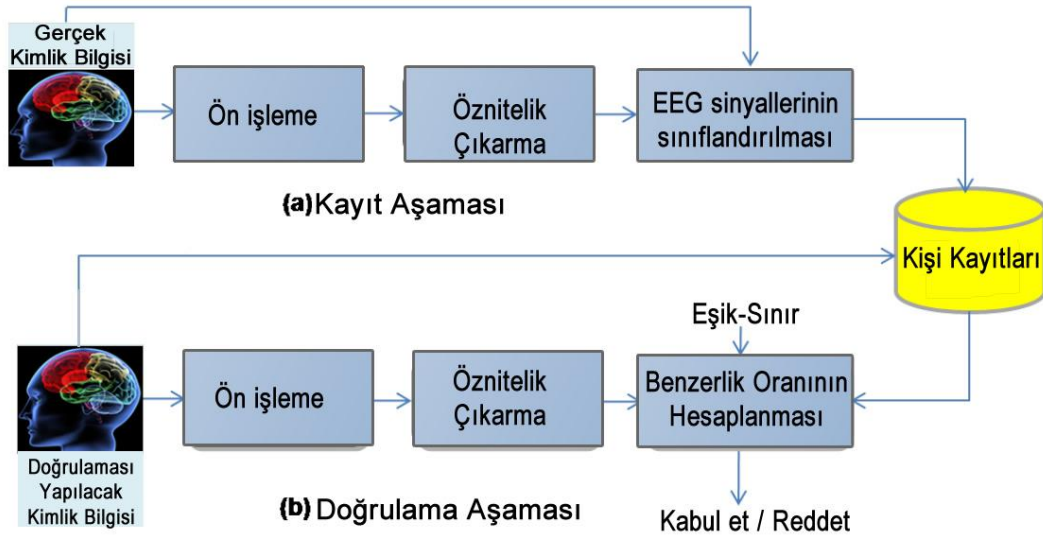 Gerçek
Kimlik Bilgisi
Ön işleme
Öznitelik
Çıkarma
EEG sinyallerinin
sınıflandırılması
(a) Kayıt Aşaması
Kişi Kayıtları
Eşik-Sınır
Ön işleme
Öznitelik
Çıkarma
Benzerlik Oranının
Hesaplanması
Doğrulaması
Yapılacak
Kimlik Bilgisi
(b) Doğrulama Aşaması
Kabul et / Reddet